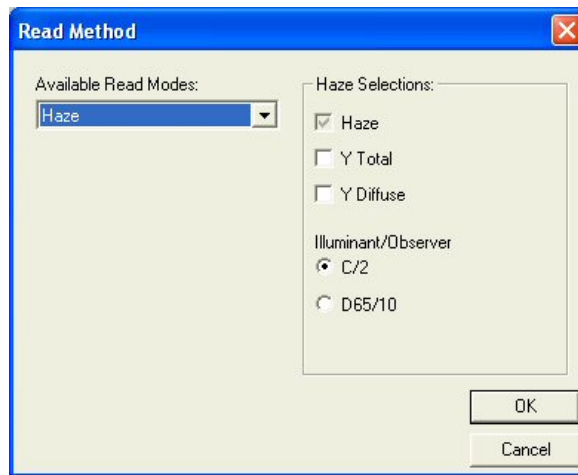 Read Method
Available Read Modes:
Haze
Haze Selections:
Haze
Y Total
Y Diffuse
Illuminant/Observer
C/2
D65/10
OK
Cancel